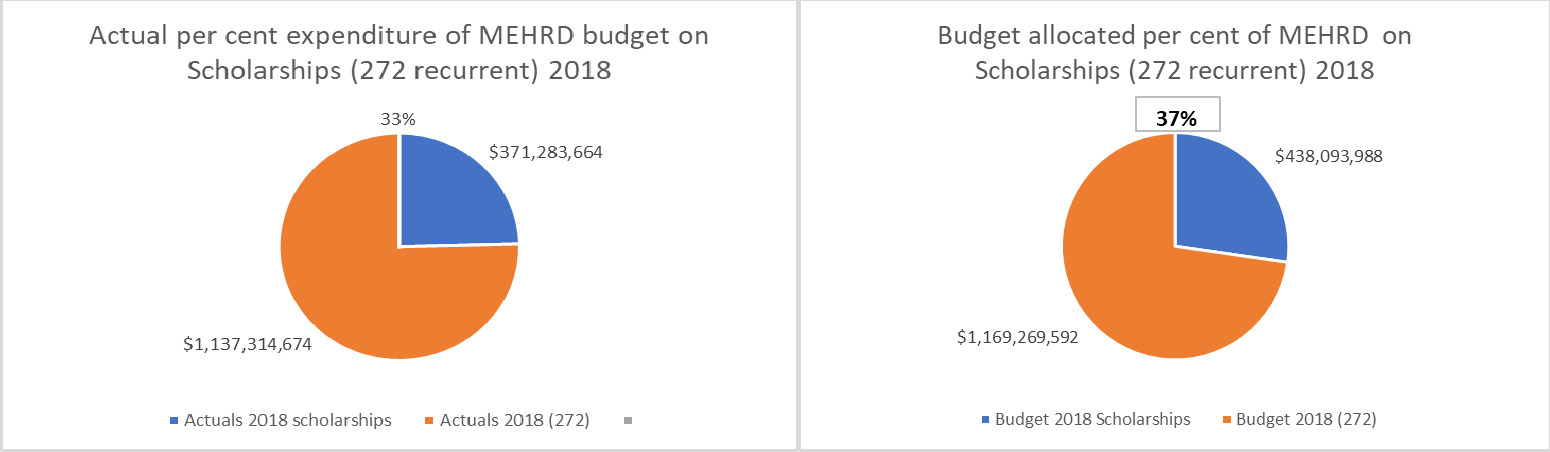 Actual per cent expenditure of MEHRD budget on
Scholarships (272 recurrent) 2018
33%
$371,283,664
$1,137,314,674
Actuals 2018 scholarships
Actuals 2018 (272)
Budget allocated per cent of MEHRD on
Scholarships (272 recurrent) 2018
37%
$438,093,988
$1,169,269,592
Budget 2018 Scholarships
Budget 2018 (272)